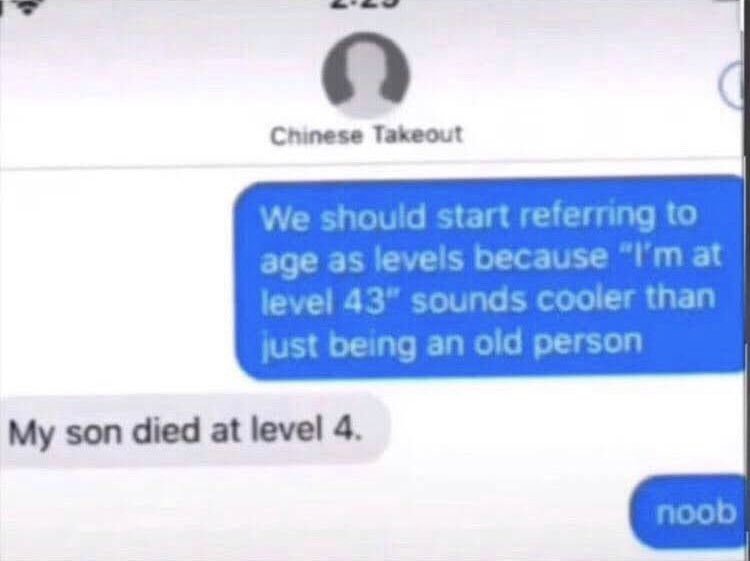 Chinese Takeout
We should start referring to
age as levels because "I'm at
level 43" sounds cooler than
just being an old person
My son died at level 4.
noob